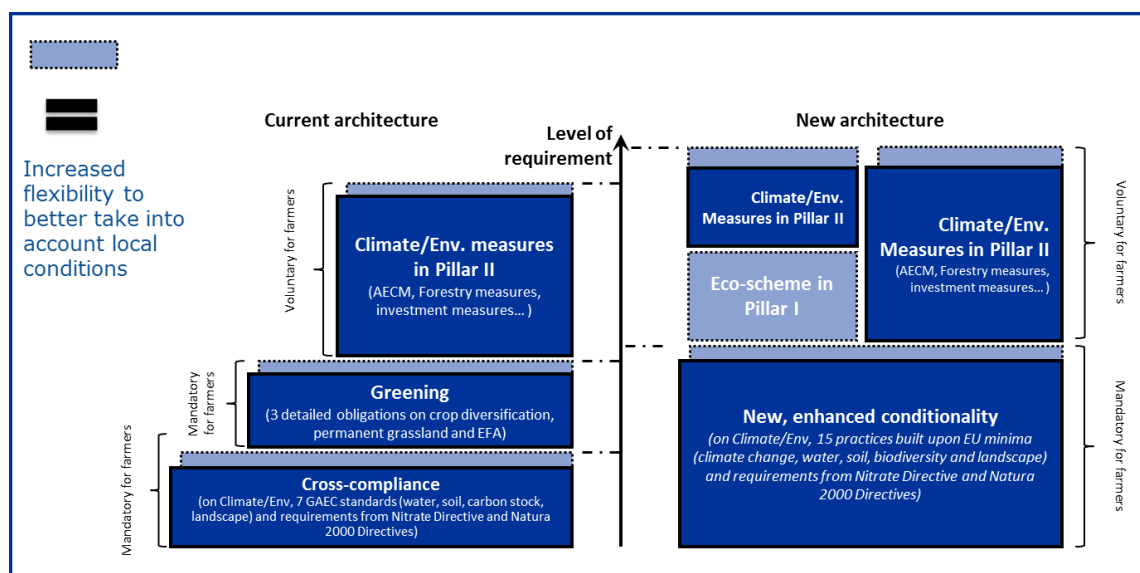 Increased
flexibility to
better take into
account local
conditions
Current architecture
Level of
requirement
New architecture
Voluntary for farmers
Climate/Env. measures
in Pillar II
(AECM, Forestry measures,
investment measures... )
Mandatory
for farmers
Greening
(3 detailed obligations on crop diversification,
permanent grassland and EFA)
Mandatory for farmers
Cross-compliance
(on Climate/Env, 7 GAEC standards (water, soil, carbon stock,
landscape) and requirements from Nitrate Directive and Natura
2000 Directives)
Climate/Env.
Measures in Pillar II
Eco-scheme in
Pillar I
Climate/Env.
Measures in Pillar II
(AECM, Forestry measures,
investment measures... )
Voluntary for farmers
New, enhanced conditionality
(on Climate/Env, 15 practices built upon EU minima
(climate change, water, soil, biodiversity and landscape)
and requirements from Nitrate Directive and Natura
2000 Directives)
Mandatory for farmers